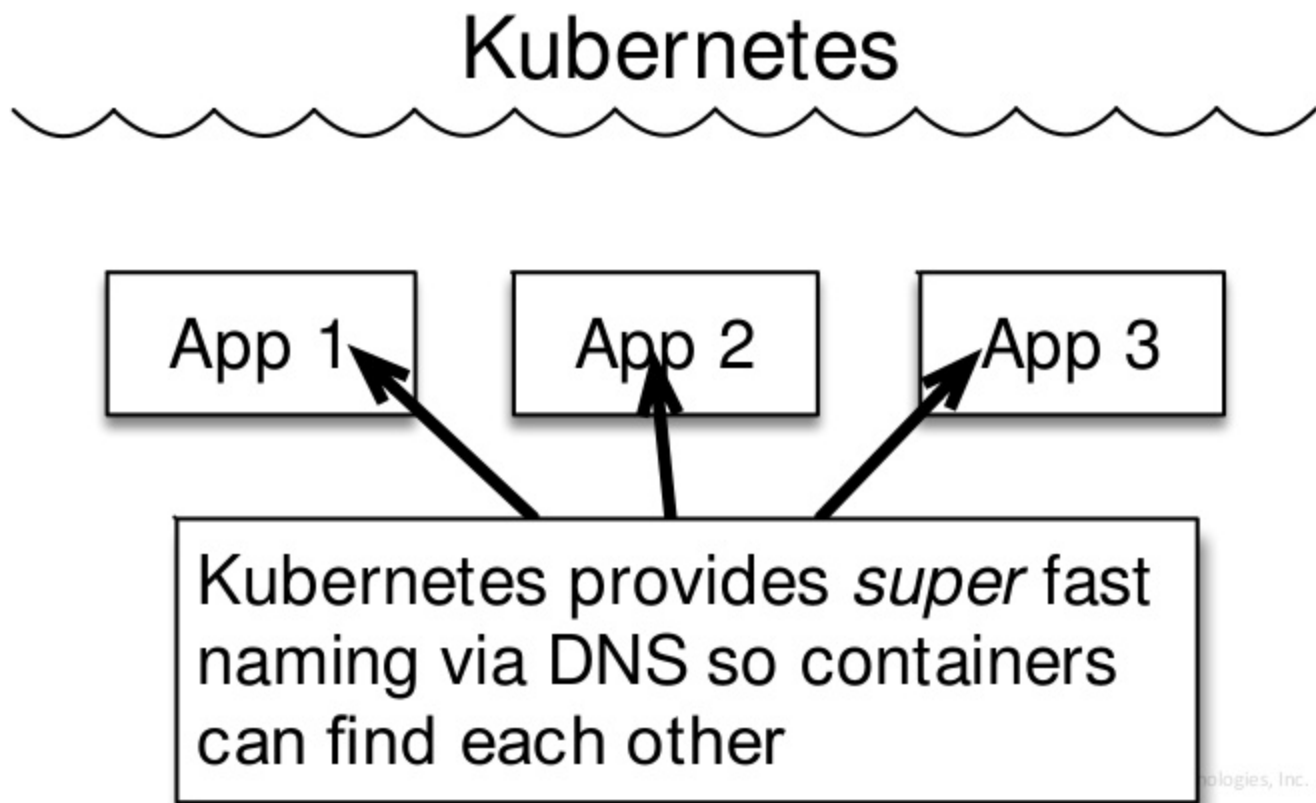 Kubernetes
App 1
App 2
App 3
Kubernetes provides super fast
naming via DNS so containers
can find each other